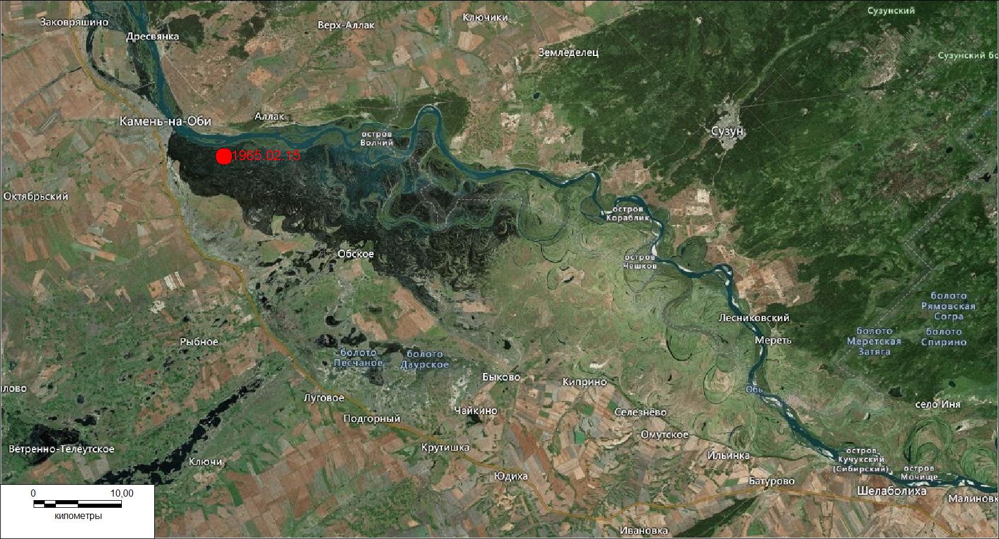 Сузунский
Ключики
Заковряшино
Верх-Аллак
Дресвянка
Земледелец
Сузунский бо
Аллак
Камень-на-Оби
Сузун
остров
Волчий
1965.02.15
Октябрьский
остров
Кораблик
Обское
остров
Чешков
болото
Рямовская
Согра
Лесниковский
болото
Меретская
Затяга
болото
Спирино
Рыбное
Мереть
болото
Песчаное
болото
Даурское
Быково
Киприно
лово
Обь
Луговое
село Иня
Чайкино
Селезнёво
Подгорный
Омутское
Крутишка
Ветренно-Телеутское
Ильинка
остров
Кучукский
(Сибирский)
Ключи
остров
Мочище
Юдиха
Батурово
Шелаболиха
Малиновк
0 10,00
километры
Ивановка